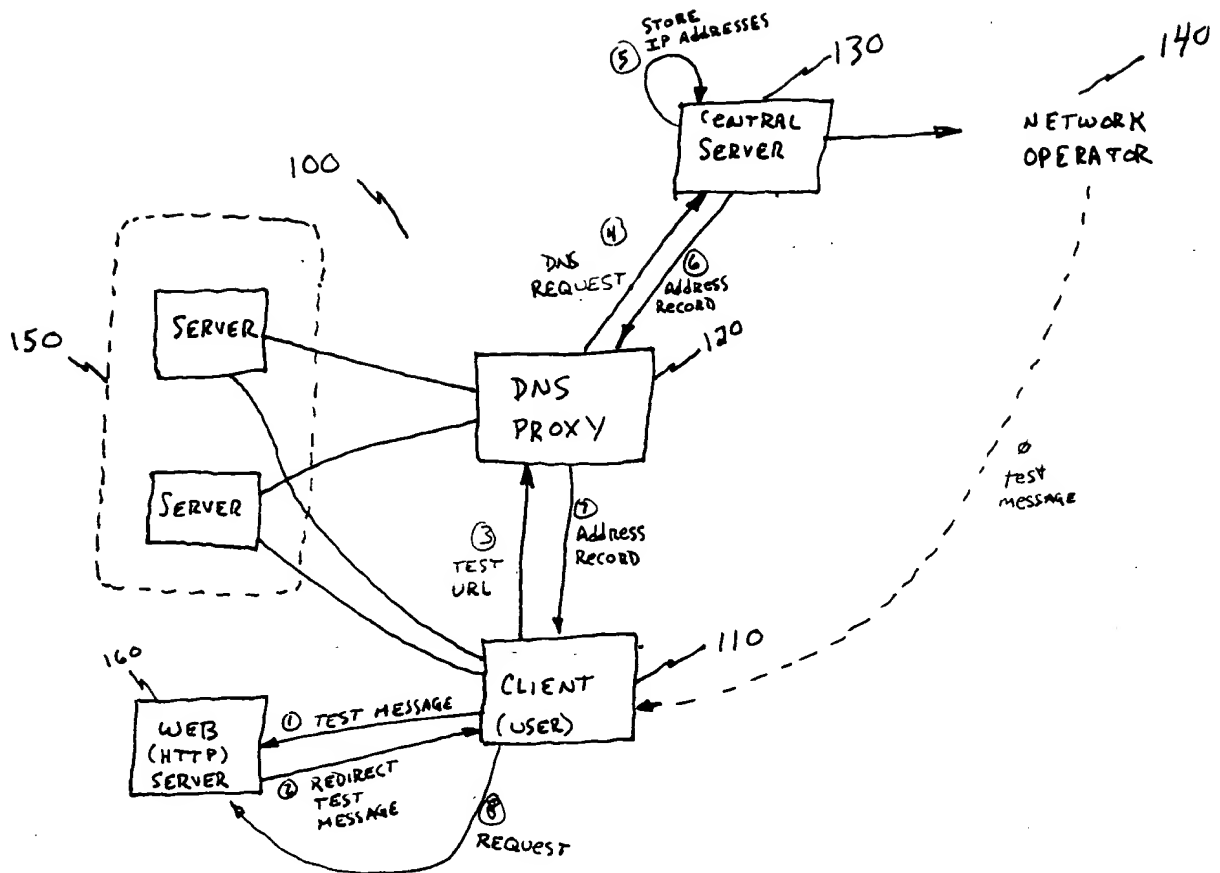 ⑤ STORE
IP ADDRESSES
130
140
CENTRAL
SERVER
NETWORK
OPERATOR
100
④
DNS
REQUEST
⑥
Address
Record
150
SERVER
120
DNS
PROXY
SERVER
ø
test
message
③
TEST
URL
⑦
Address
Record
110
160
CLIENT
(USER)
① TEST MESSAGE
WEB
(HTTP)
SERVER
② REDIRECT
TEST
MESSAGE
⑧
REQUEST